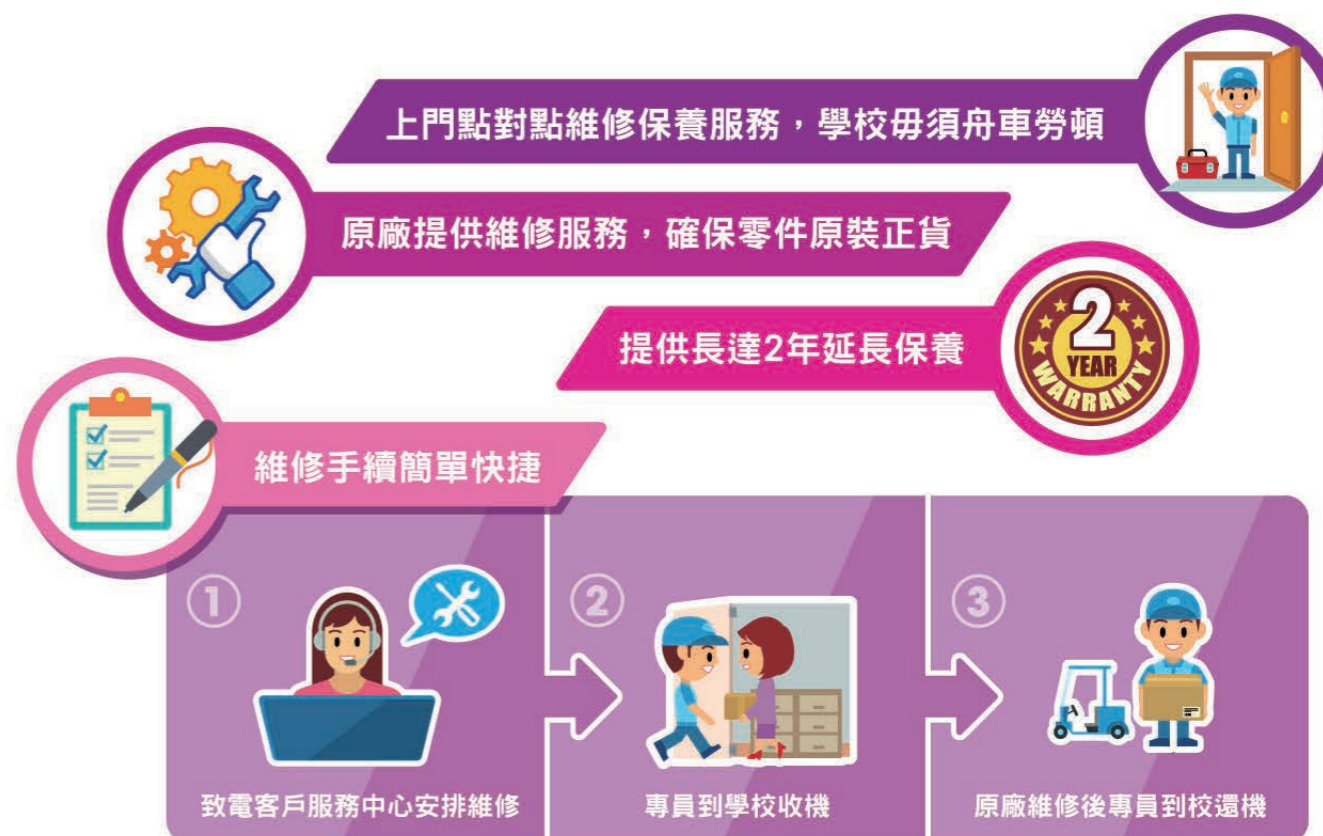 上門點對點維修保養服務，學校毋須舟車勞頓
原廠提供維修服務，確保零件原裝正貨
提供長達2年延長保養
2
YEAR
WARRANTY
維修手續簡單快捷
1
致電客戶服務中心安排維修
2
專員到學校收機
3
原廠維修後專員到校還機